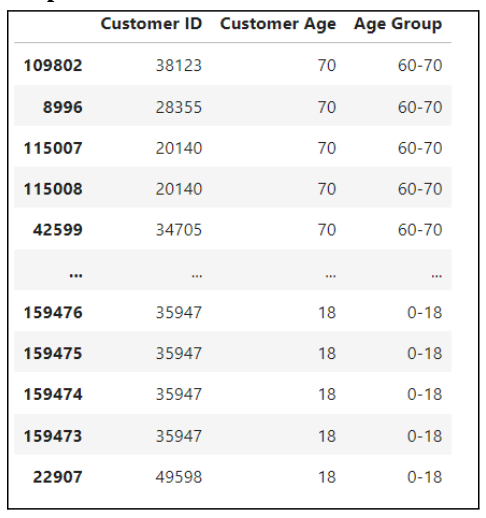 Customer ID Customer Age Age Group
109802 38123 70 60-70
8996 28355 70 60-70
115007 20140 70 60-70
115008 20140 70 60-70
42599 34705 70 60-70
... ... ... ...
159476 35947 18 0-18
159475 35947 18 0-18
159474 35947 18 0-18
159473 35947 18 0-18
22907 49598 18 0-18